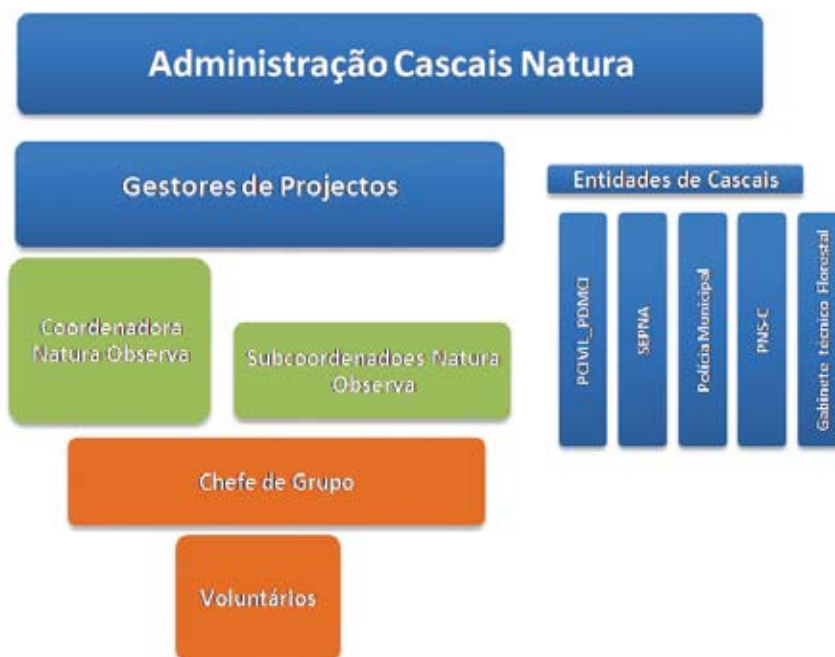 Administração Cascais Natura
Gestores de Projectos
Entidades de Cascais
Coordenadora
Natura Observa
Subcoordenadoes Natura
Observa
Chefe de Grupo
Voluntários
PCIVIL_PDMCI
SEPNA
Polícia Municipal
PNS-C
Gabinete técnico Florestal